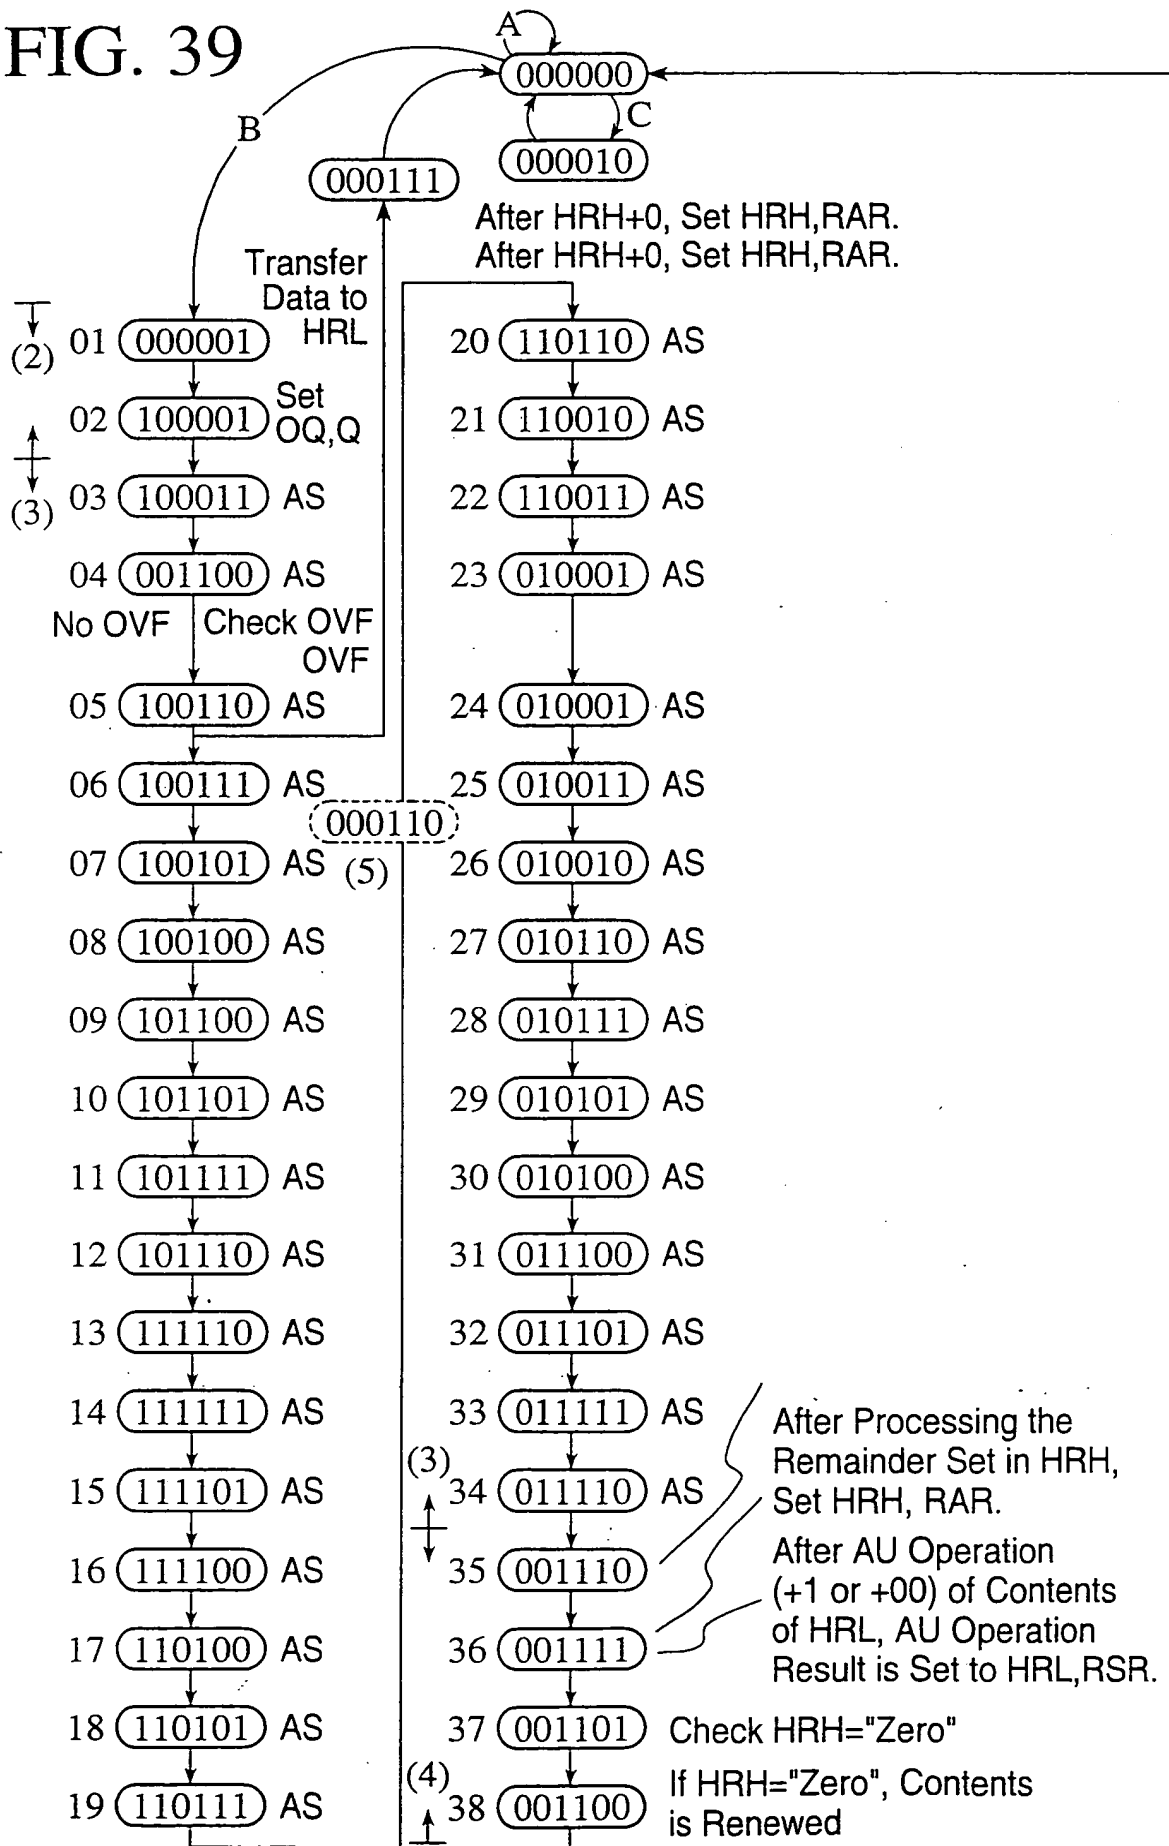 FIG. 39
A
000000
B
C
000010
000111
After HRH+0, Set HRH,RAR.
After HRH+0, Set HRH,RAR.
Transfer
Data to
HRL
(2)
01 000001
02 100001 Set
OQ,Q
(3)
03 100011 AS
04 001100 AS
No OVF
Check OVF
OVF
05 100110 AS
06 100111 AS
000110
(5)
07 100101 AS
08 100100 AS
09 101100 AS
10 101101 AS
11 101111 AS
12 101110 AS
13 111110 AS
14 111111 AS
15 111101 AS
16 111100 AS
17 110100 AS
18 110101 AS
19 110111 AS
20 110110 AS
21 110010 AS
22 110011 AS
23 010001 AS
24 010001 AS
25 010011 AS
26 010010 AS
27 010110 AS
28 010111 AS
29 010101 AS
30 010100 AS
31 011100 AS
32 011101 AS
33 011111 AS
(3)
34 011110 AS
35 001110
After Processing the
Remainder Set in HRH,
Set HRH, RAR.
36 001111
After AU Operation
(+1 or +00) of Contents
of HRL, AU Operation
Result is Set to HRL,RSR.
37 001101 Check HRH="Zero"
(4)
38 001100 If HRH="Zero", Contents
is Renewed